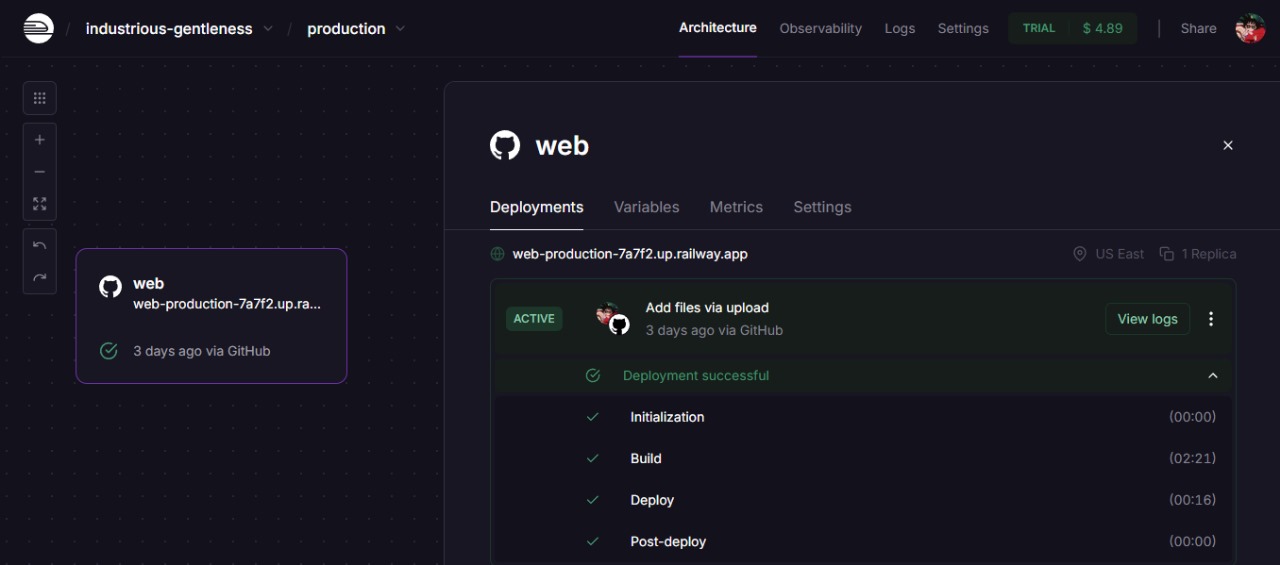 / industrious-gentleness / production
Architecture Observability Logs Settings TRIAL $ 4.89 Share
web
Deployments Variables Metrics Settings
web-production-7a7f2.up.railway.app US East 1 Replica
web
web-production-7a7f2.up.ra...
3 days ago via GitHub
ACTIVE
Add files via upload
3 days ago via GitHub
View logs
Deployment successful
Initialization (00:00)
Build (02:21)
Deploy (00:16)
Post-deploy (00:00)